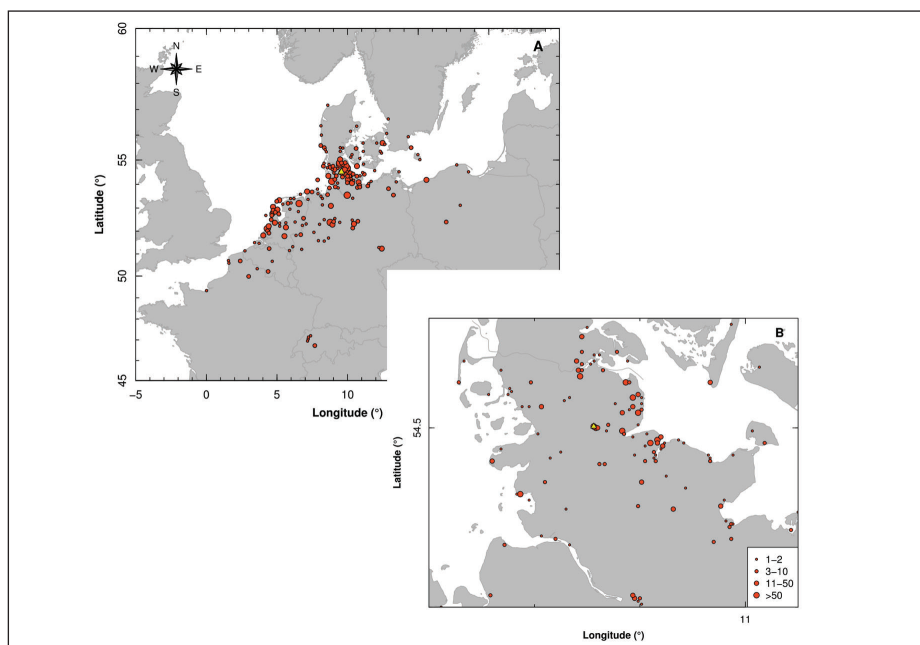 60
A
N
W E
S
55
Latitude (°)
50
45
-5 0 5 10
Longitude (°)
B
54.5
Latitude (°)
1-2
3-10
11-50
>50
11
Longitude (°)